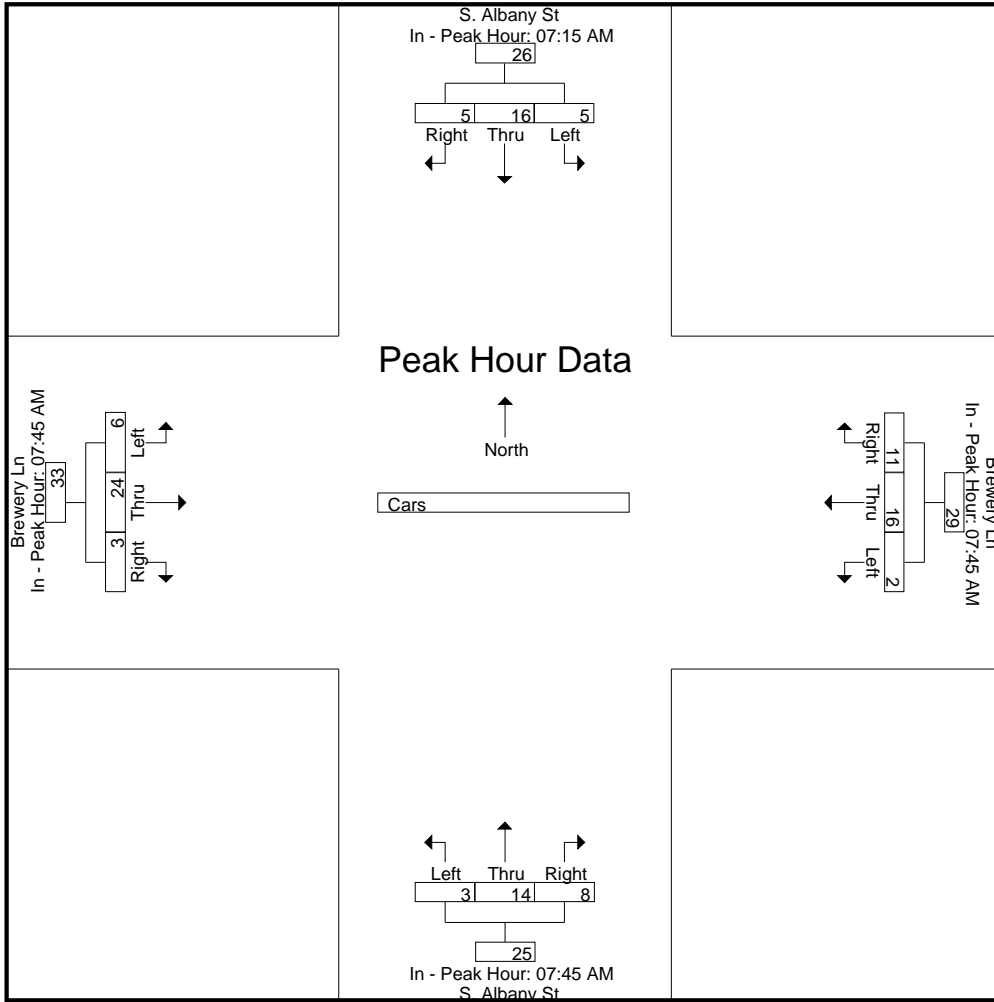 S. Albany St
In - Peak Hour: 07:15 AM
26
5 16 5
Right Thru Left
Peak Hour Data
North
Cars
Brewery Ln
In - Peak Hour: 07:45 AM
33
6 24 3
Left Thru Right
Brewery Ln
In - Peak Hour: 07:45 AM
29
11 16 2
Right Thru Left
Left Thru Right
3 14 8
25
In - Peak Hour: 07:45 AM
S. Albany St